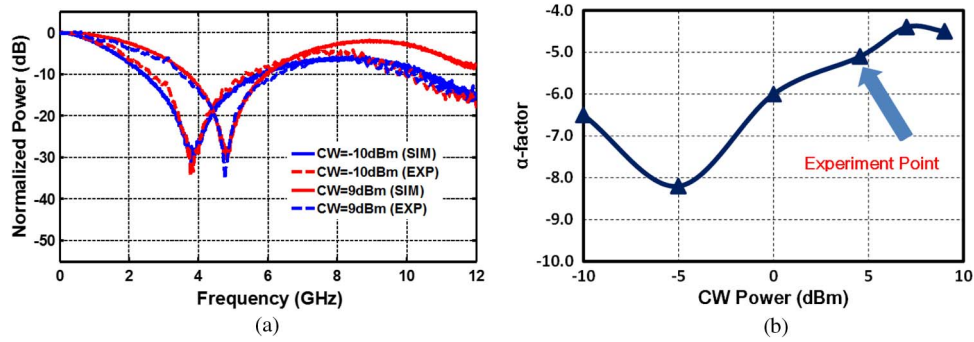 0
-10
-20
-30
-40
-50
Normalized Power (dB)
CW=-10dBm (SIM)
CW=-10dBm (EXP)
CW=9dBm (SIM)
CW=9dBm (EXP)
0 2 4 6 8 10 12
Frequency (GHz)
(a)
-4.0
-5.0
-6.0
-7.0
-8.0
-9.0
-10.0
α-factor
Experiment Point
-10 -5 0 5 10
CW Power (dBm)
(b)